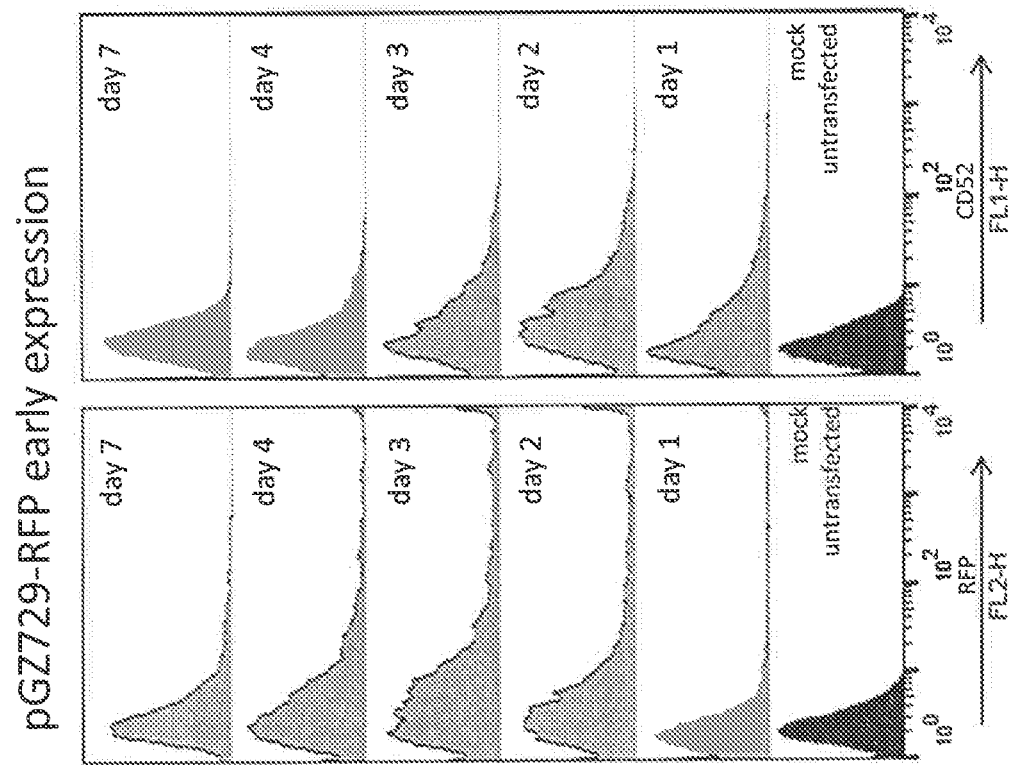 pGZ729-RFP early expression
day 7
day 4
day 3
day 2
day 1
mock
untransfected
10^0
10^2
10^4
RFP
FL2-H
day 7
day 4
day 3
day 2
day 1
mock
untransfected
10^0
10^2
10^4
CD52
FL1-H